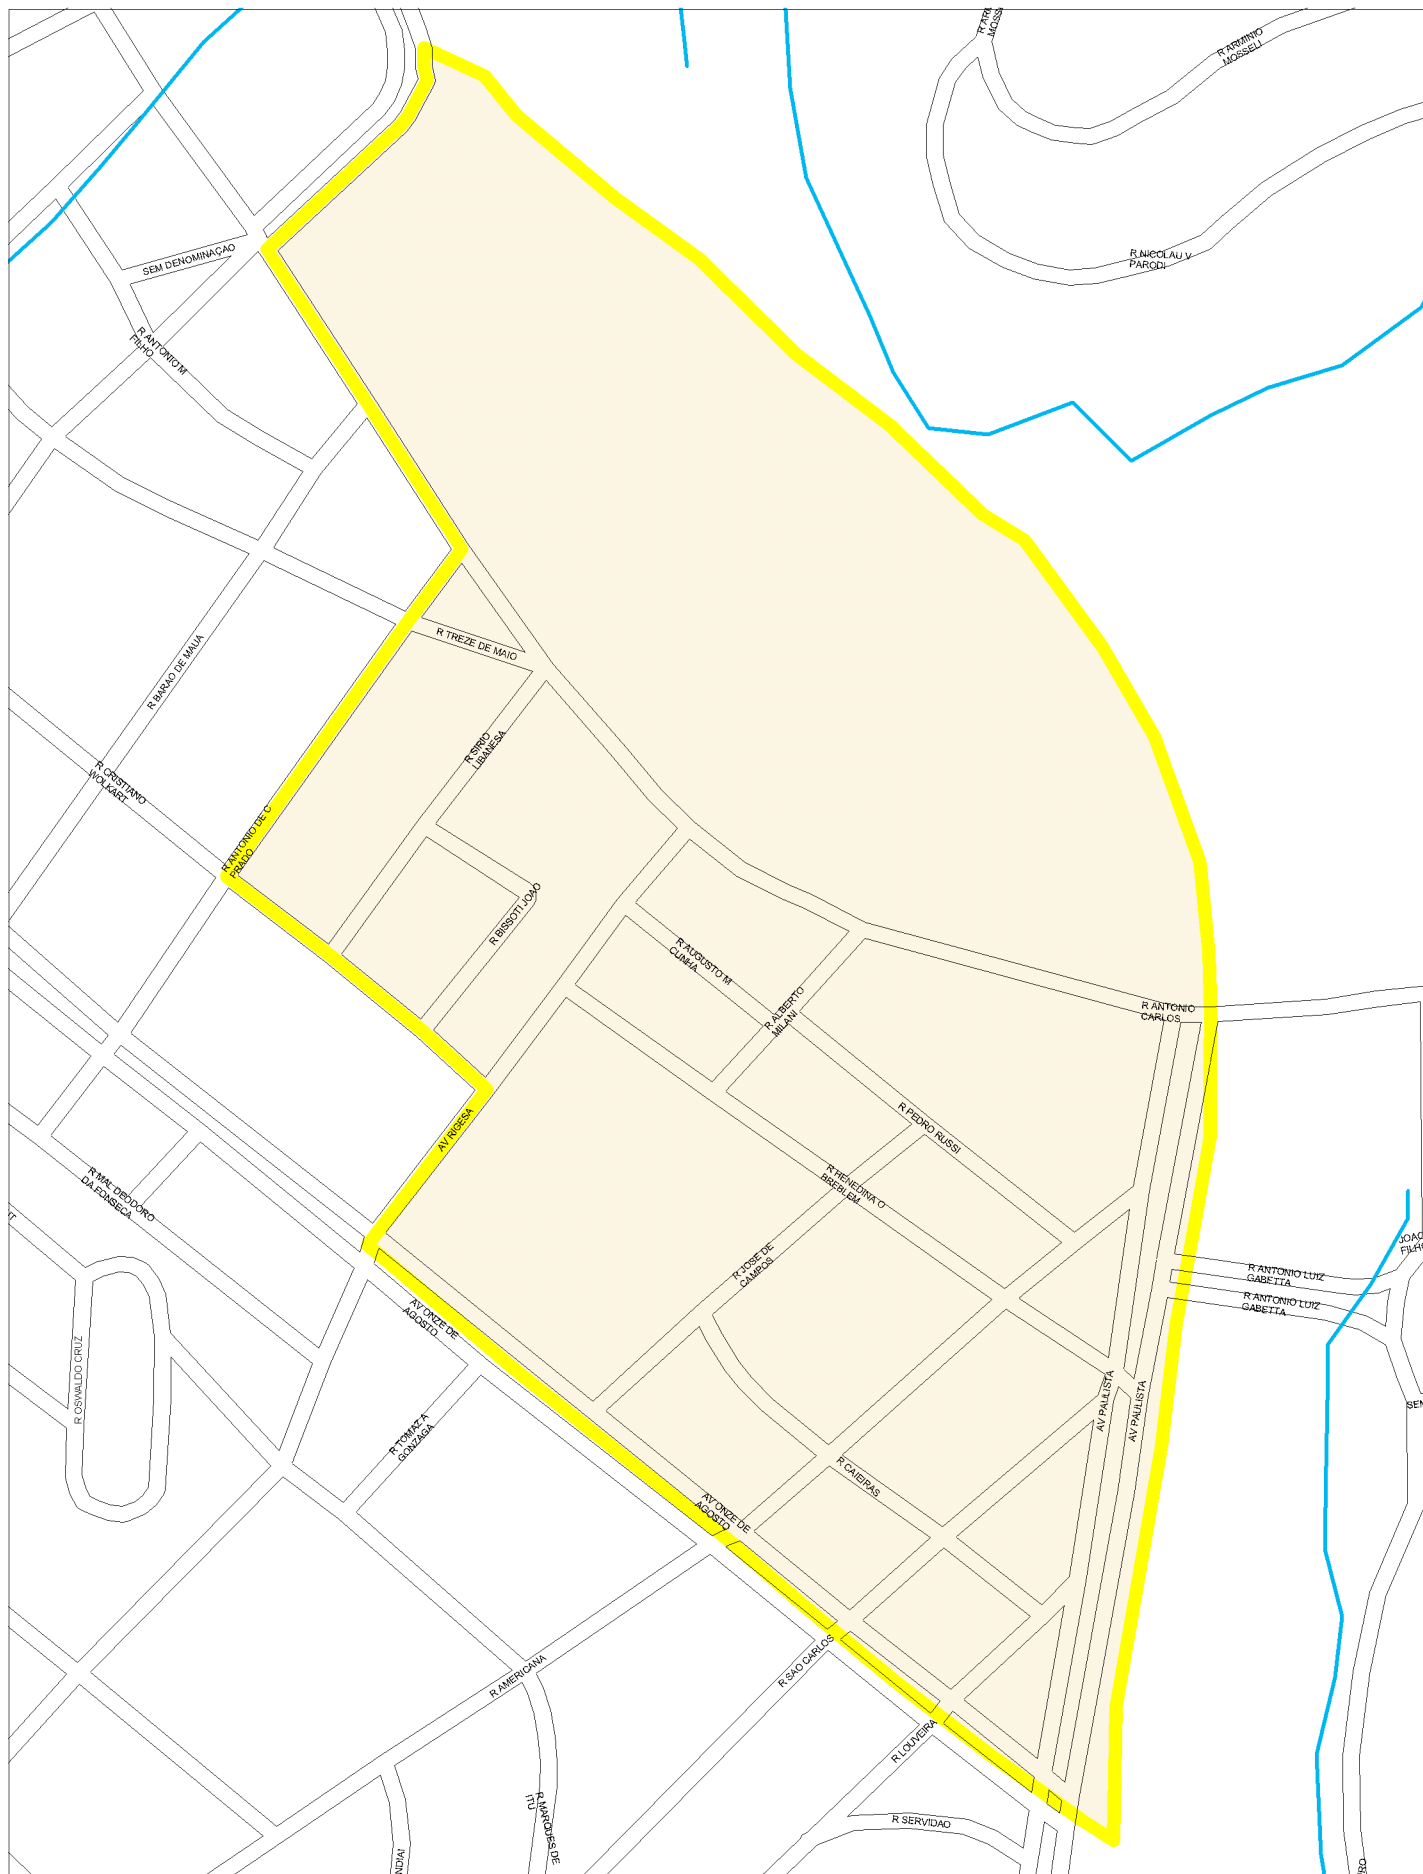 R ARMINIO
MOSSELI
R NICOLAU V
PARODI
SEM DENOMINAÇAO
R ANTONIO M
FILHO
R TREZE DE MAIO
R BARAO DE MAUA
R SIRIO
LIBANESA
R CRISTIANO
WOLKART
R ANTONIO DE C
PRADO
R BISSOTI JOAO
R AUGUSTO M
CUNHA
R ALBERTO
MILANI
R ANTONIO
CARLOS
AV RIGESA
R PEDRO RUSSI
R HENEDINA O
BREBLEM
R MAL DEODORO
DA FONSECA
R JOSE DE
CAMPOS
R ANTONIO LUIZ
GABETTA
R ANTONIO LUIZ
GABETTA
AV ONZE DE
AGOSTO
R OSWALDO CRUZ
AV PAULISTA
AV PAULISTA
R TOMAZ A
GONZAGA
R CAIEIRAS
AV ONZE DE
AGOSTO
R AMERICANA
R SAO CARLOS
R LOUVEIRA
R MARQUES DE
ITU
R SERVIDAO
NDIAI